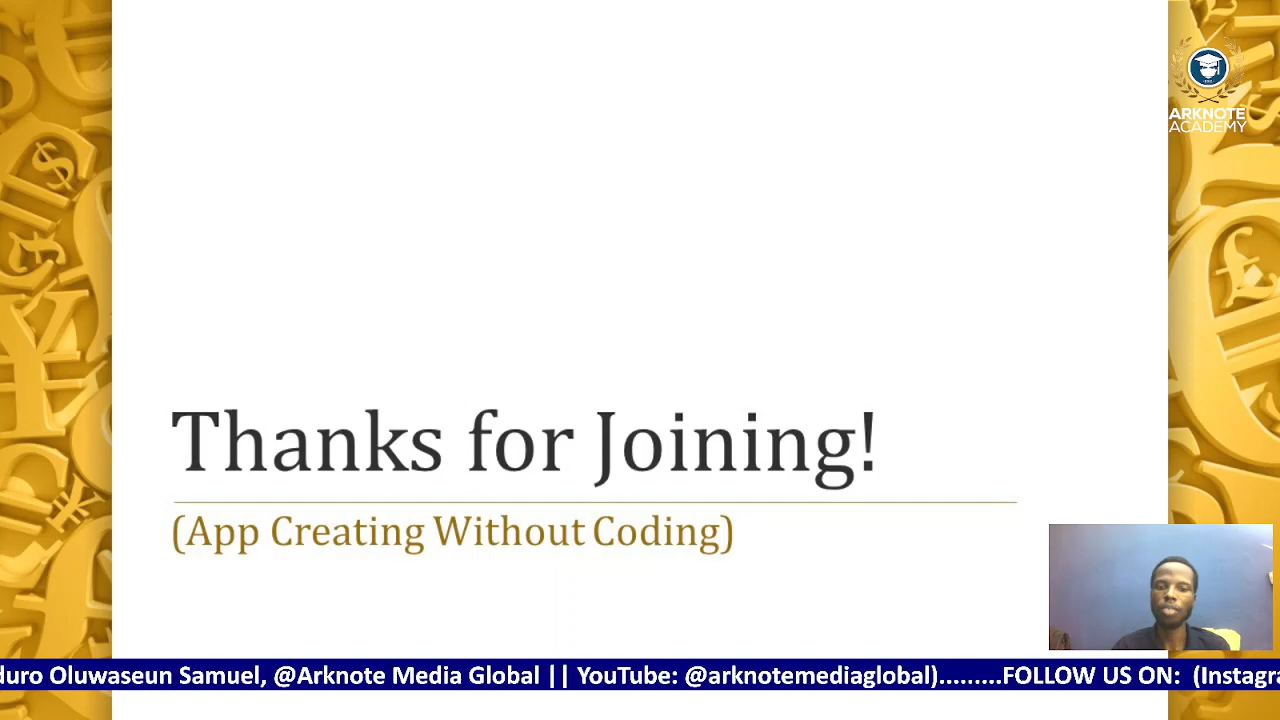 ARKNOTE
ACADEMY
Thanks for Joining!
(App Creating Without Coding)
Oluwaseun Samuel, @Arknote Media Global || YouTube: @arknotemediaglobal).........FOLLOW US ON: (Instagra